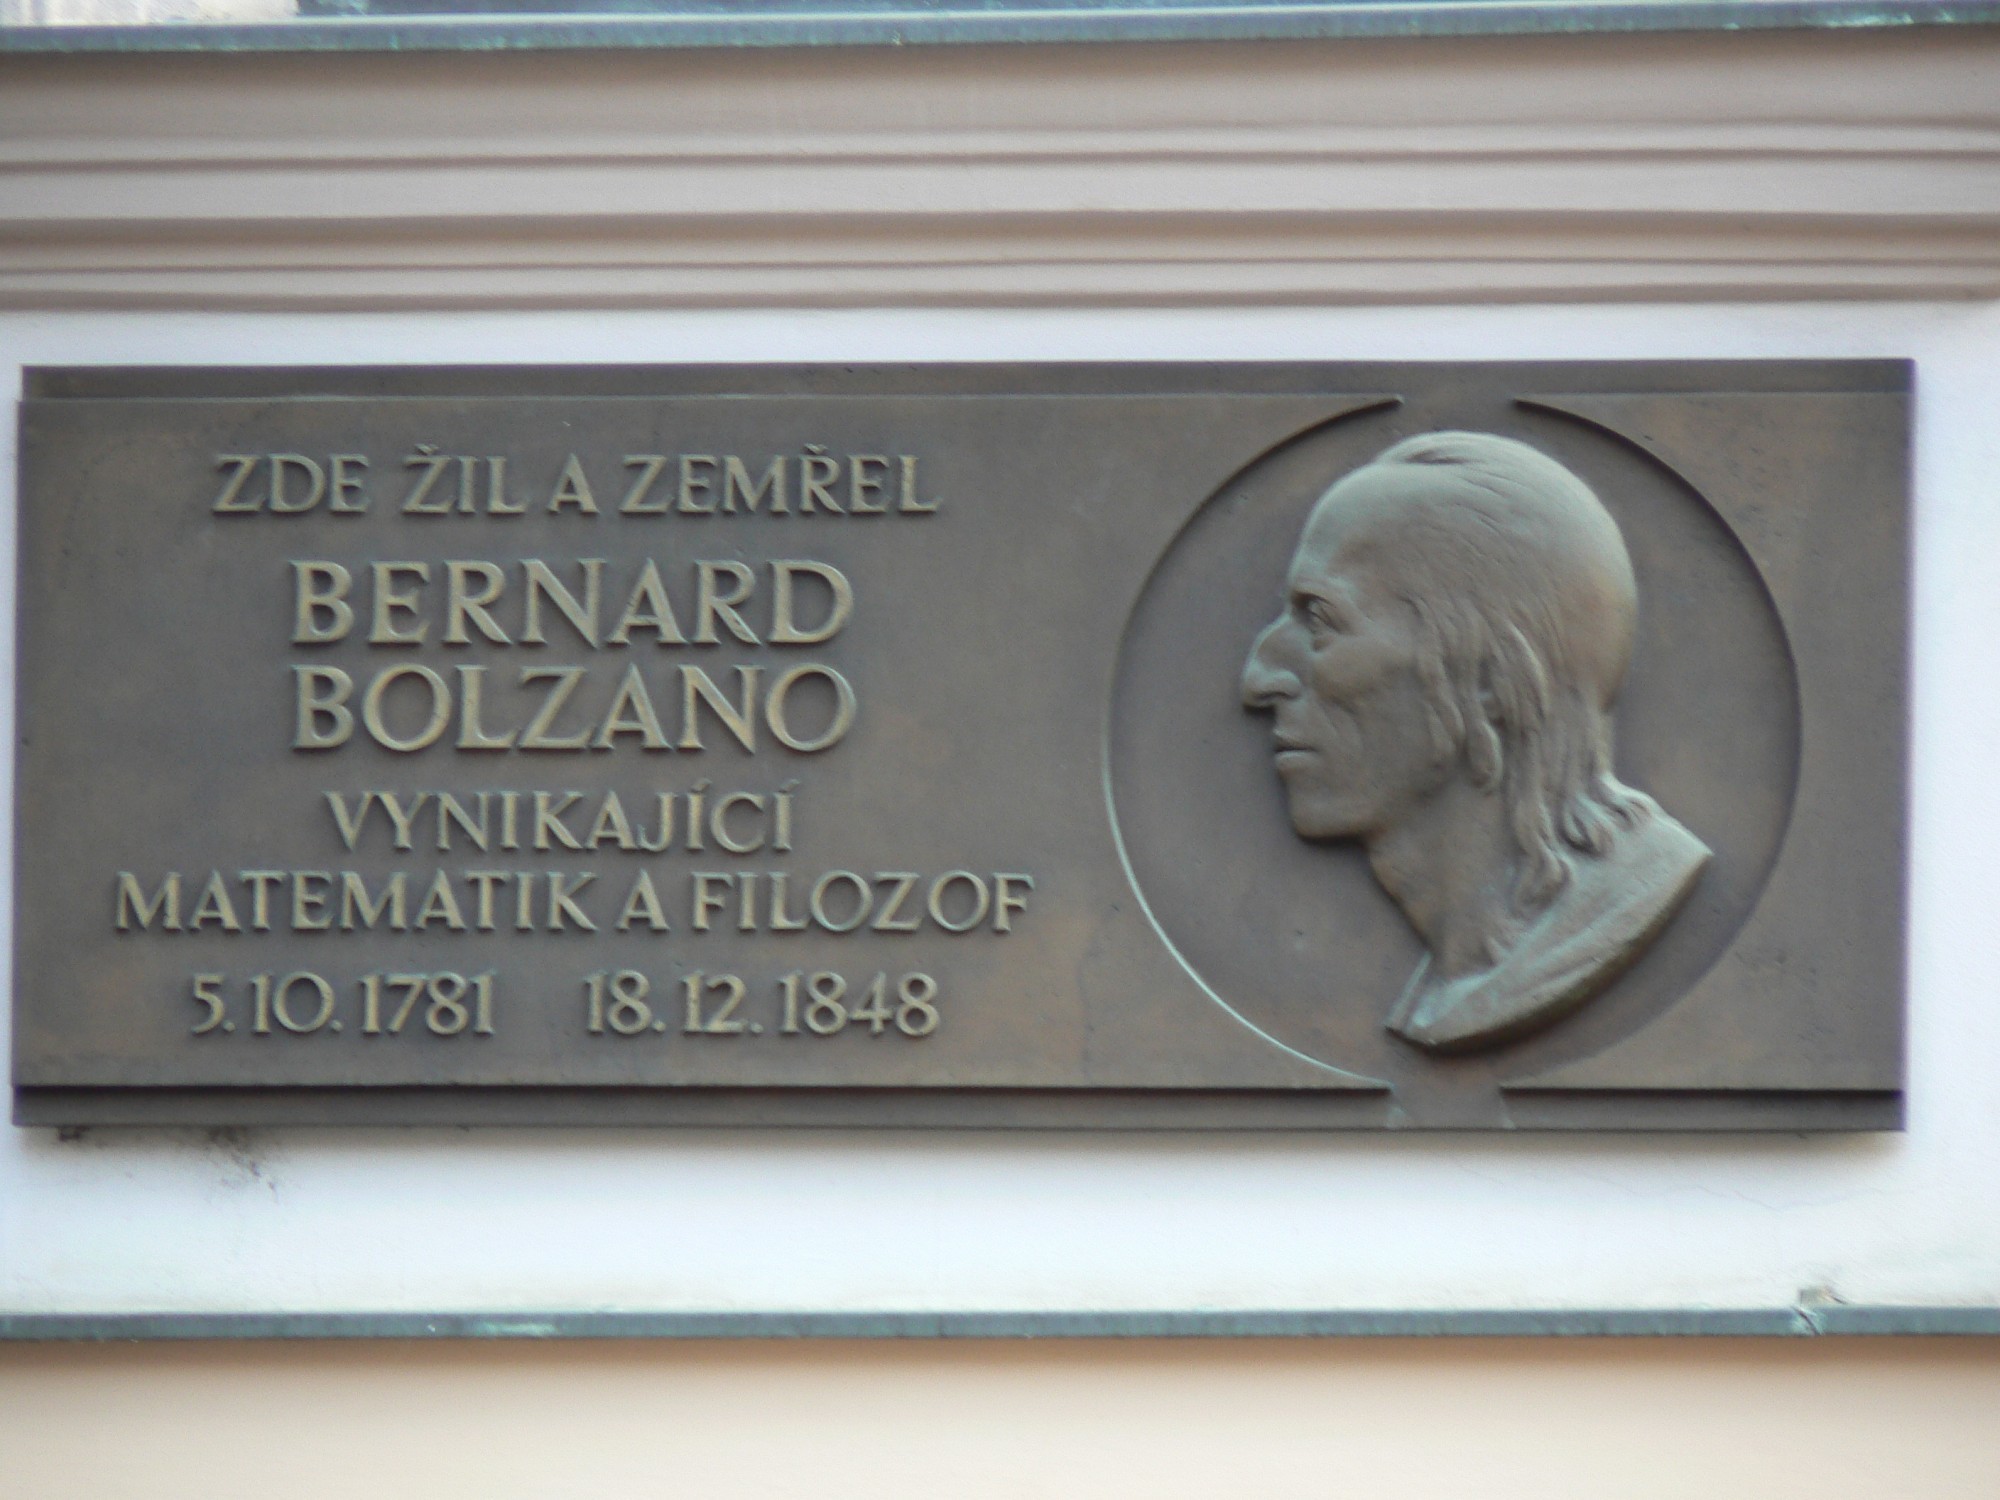 ZDE ŽIL A ZEMŘEL
BERNARD
BOLZANO
VYNIKAJÍCÍ
MATEMATIK A FILOZOF
5.10.1781 18.12.1848